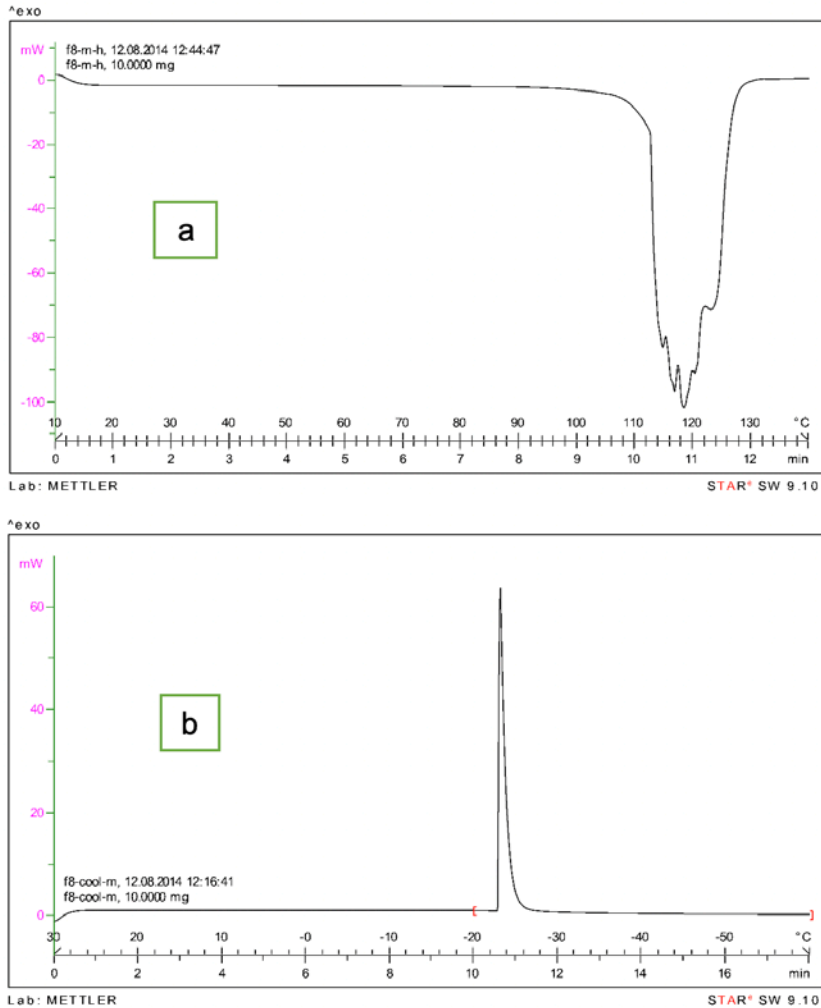 ^exo
mW
f8-m-h, 12.08.2014 12:44:47
f8-m-h, 10.0000 mg
0
-20
-40
a
-60
-80
-100
10 20 30 40 50 60 70 80 90 100 110 120 130 °C
0 1 2 3 4 5 6 7 8 9 10 11 12 min
Lab: METTLER STARe SW 9.10
^exo
mW
60
40
b
20
f8-cool-m, 12.08.2014 12:16:41
f8-cool-m, 10.0000 mg
0
30 20 10 -0 -10 -20 -30 -40 -50 °C
0 2 4 6 8 10 12 14 16 min
Lab: METTLER STARe SW 9.10